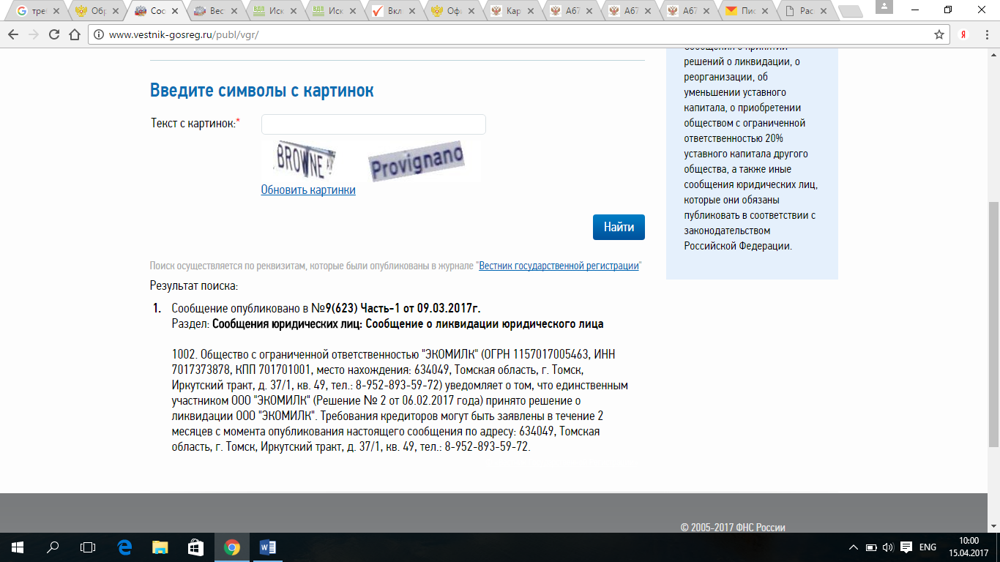 тре
Обр
Соо
Вес
Иск
Иск
Вкл
Офи
Кар
А67
А67
А67
Пис
Рас
www.vestnik-gosreg.ru/publ/vgr/
решений о ликвидации, о
реорганизации, об
уменьшении уставного
капитала, о приобретении
обществом с ограниченной
ответственностью 20%
уставного капитала другого
общества, а также иные
сообщения юридических лиц,
которые они обязаны
публиковать в соответствии с
законодательством
Российской Федерации.
Введите символы с картинок
Текст с картинок:*
BROWNE AV Provignano
Обновить картинки
Найти
Поиск осуществляется по реквизитам, которые были опубликованы в журнале "Вестник государственной регистрации"
Результат поиска:
1. Сообщение опубликовано в №9(623) Часть-1 от 09.03.2017г.
Раздел: Сообщения юридических лиц: Сообщение о ликвидации юридического лица
1002. Общество с ограниченной ответственностью "ЭКОМИЛК" (ОГРН 1157017005463, ИНН
7017373878, КПП 701701001, место нахождения: 634049, Томская область, г. Томск,
Иркутский тракт, д. 37/1, кв. 49, тел.: 8-952-893-59-72) уведомляет о том, что единственным
участником ООО "ЭКОМИЛК" (Решение № 2 от 06.02.2017 года) принято решение о
ликвидации ООО "ЭКОМИЛК". Требования кредиторов могут быть заявлены в течение 2
месяцев с момента опубликования настоящего сообщения по адресу: 634049, Томская
область, г. Томск, Иркутский тракт, д. 37/1, кв. 49, тел.: 8-952-893-59-72.
© 2005-2017 ФНС России
ENG
10:00
15.04.2017